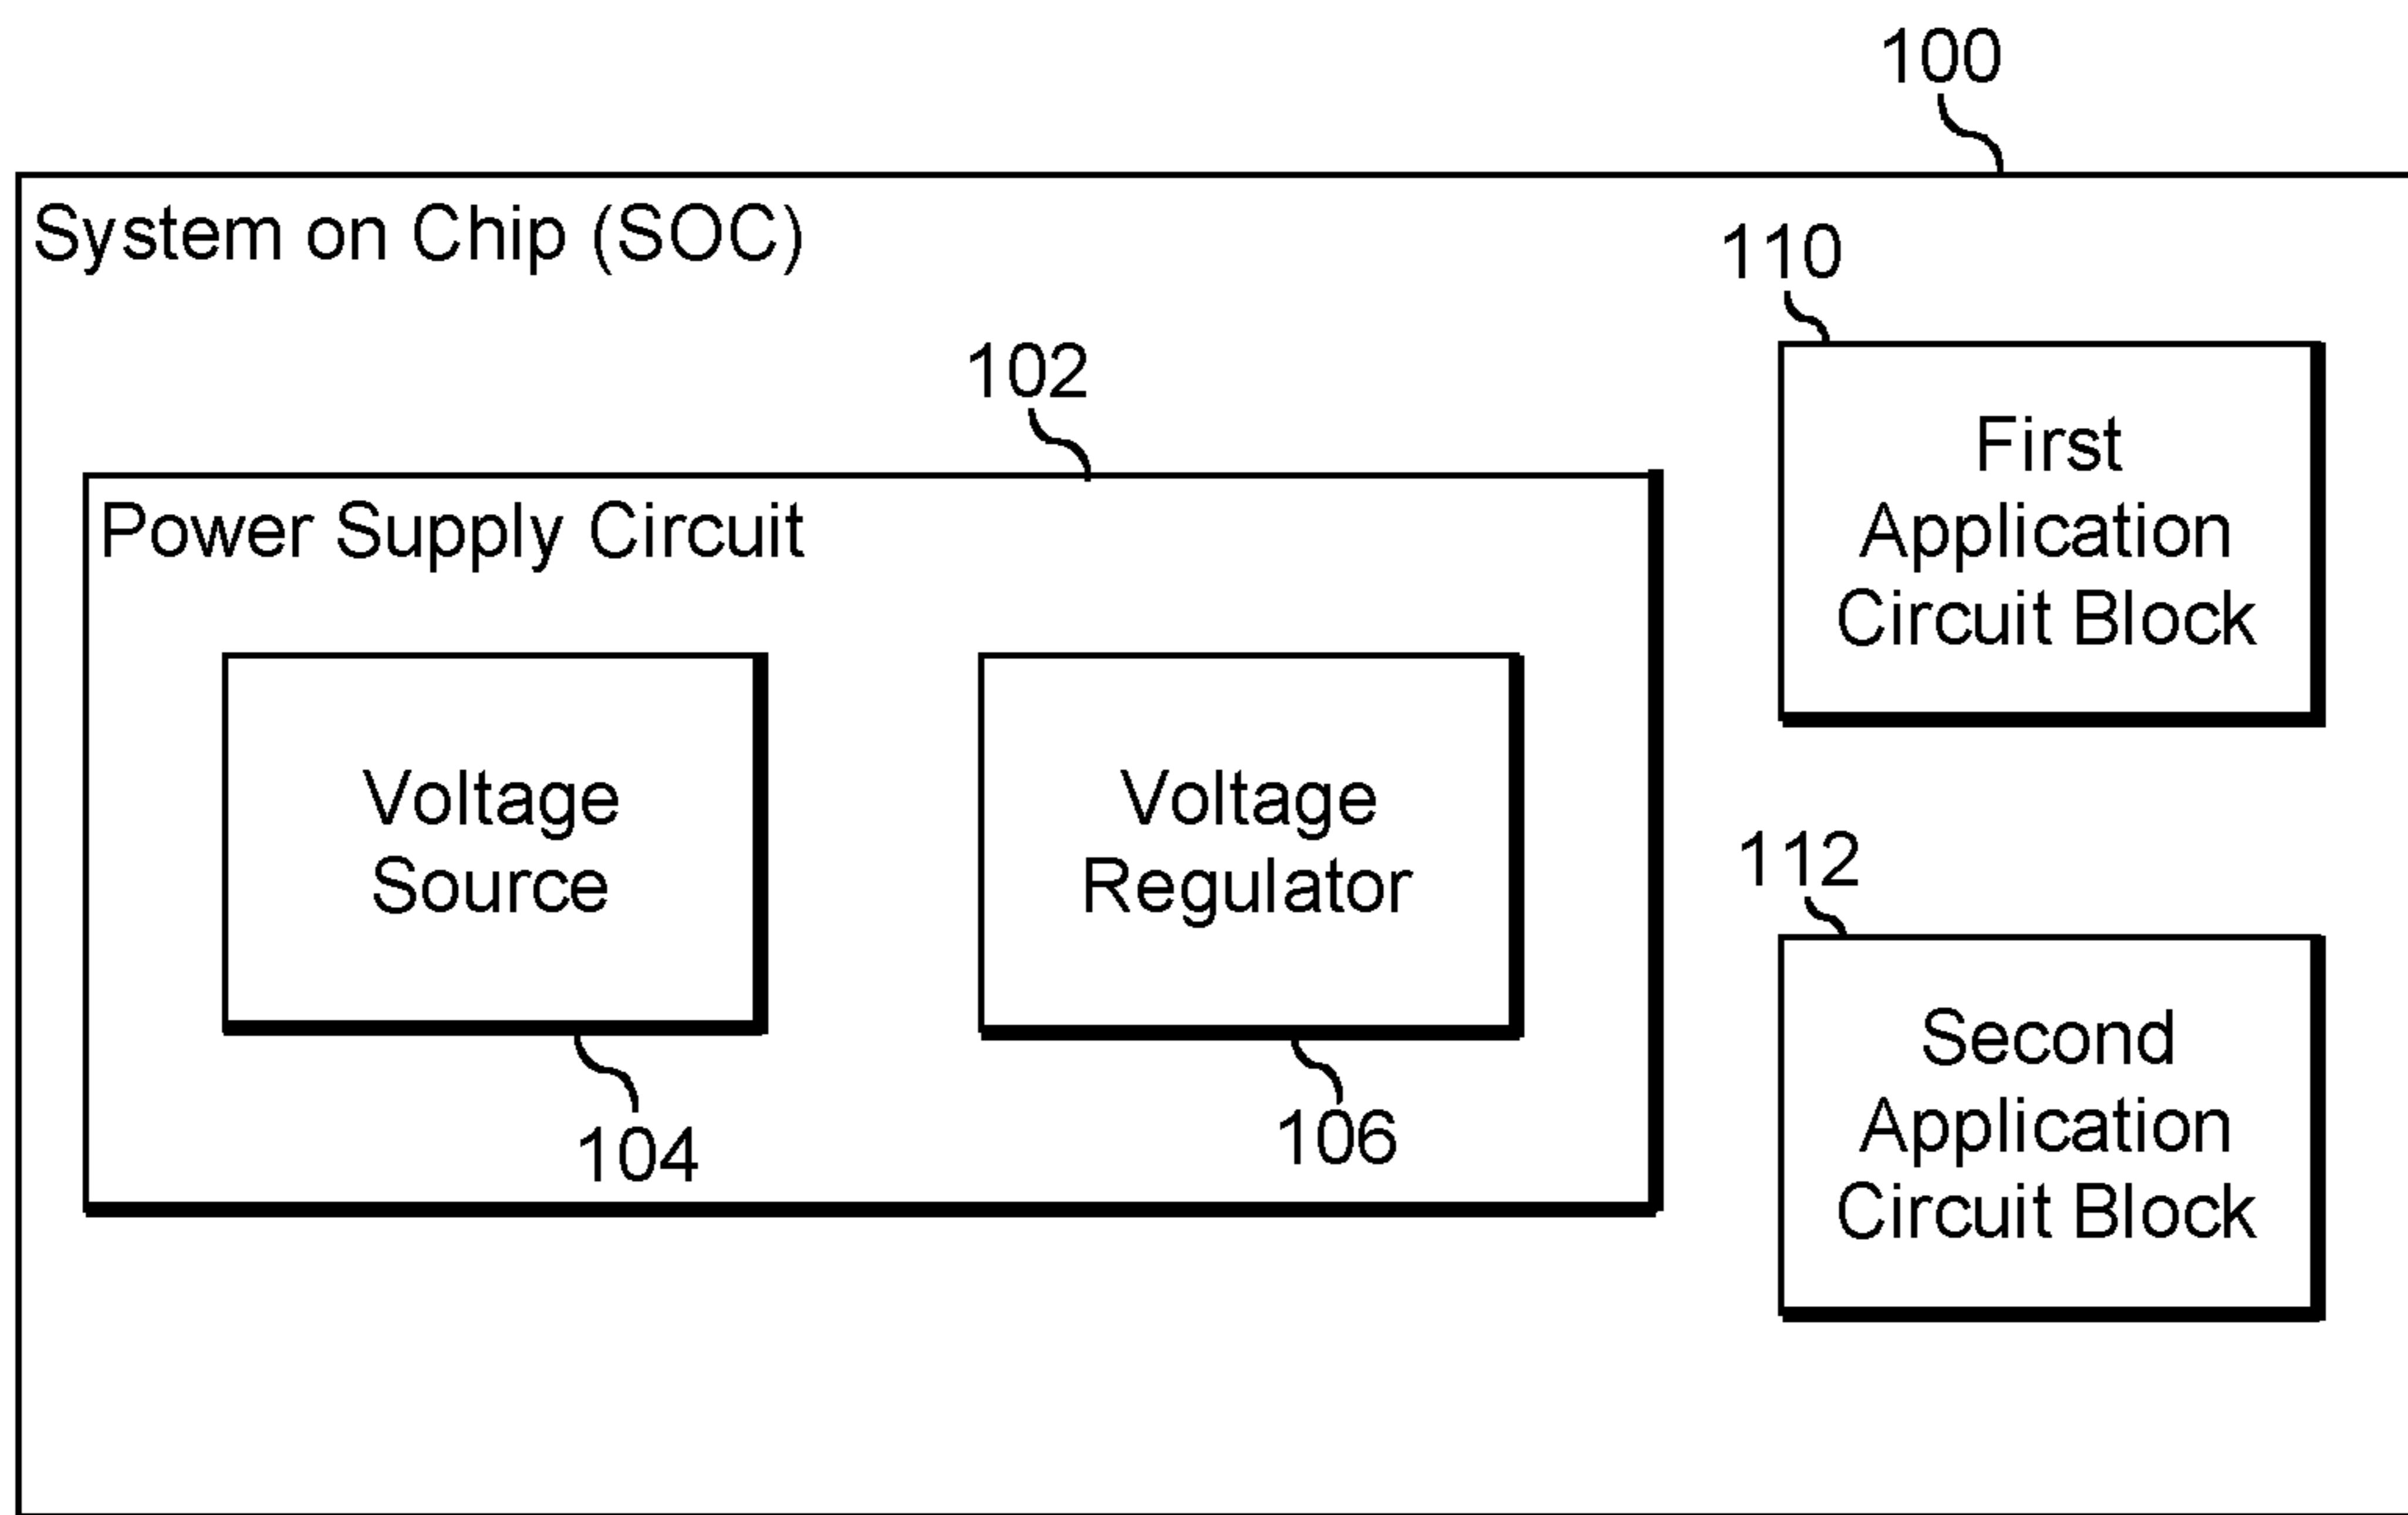 100
System on Chip (SOC)
110
102
First
Application
Circuit Block
Power Supply Circuit
Voltage
Source
Voltage
Regulator
104
106
112
Second
Application
Circuit Block